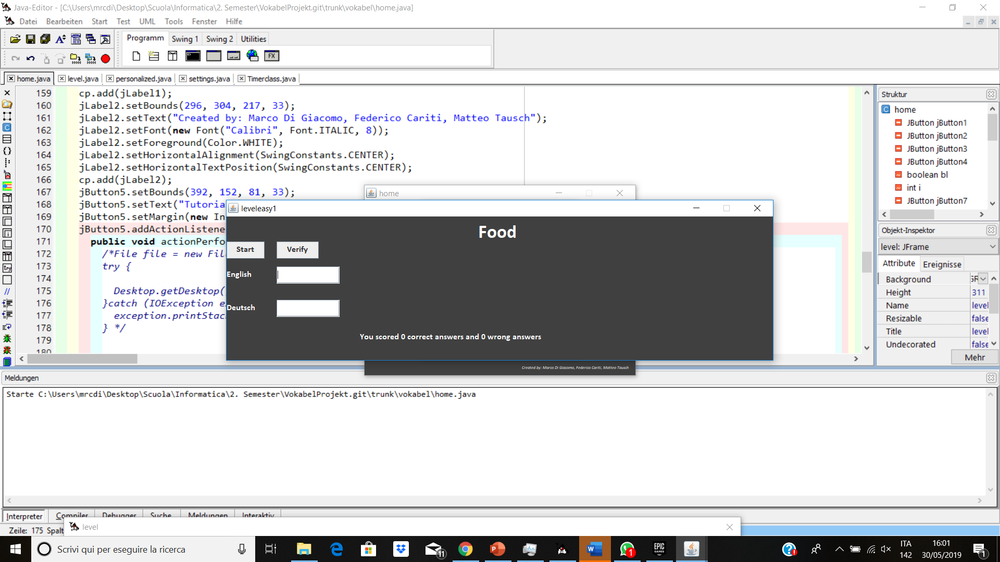 Java-Editor - [C:\Users\mrcdi\Desktop\Scuola\Informatica\2. Semester\VokabelProjekt.git\trunk\vokabel\home.java]
Datei Bearbeiten Start Test UML Tools Fenster Hilfe
Programm Swing 1 Swing 2 Utilities
FX
home.java level.java personalized.java settings.java Timerclass.java
159 cp.add(jLabel1);
160 jLabel2.setBounds(296, 304, 217, 33);
161 jLabel2.setText("Created by: Marco Di Giacomo, Federico Cariti, Matteo Tausch");
162 jLabel2.setFont(new Font("Calibri", Font.ITALIC, 8));
163 jLabel2.setForeground(Color.WHITE);
164 jLabel2.setHorizontalAlignment(SwingConstants.CENTER);
165 jLabel2.setHorizontalTextPosition(SwingConstants.CENTER);
166 cp.add(jLabel2);
167 jButton5.setBounds(392, 152, 81, 33);
168 jButton5.setText("Tutoria
169 jButton5.setMargin(new In
170 jButton5.addActionListene
171 public void actionPerfo
172 /*File file = new Fil
173 try {
174
175 Desktop.getDesktop(
176 }catch (IOException e
177 exception.printStac
178 } */
179
180
home
leveleasy1
Food
Start Verify
English
Deutsch
You scored 0 correct answers and 0 wrong answers
Created by: Marco Di Giacomo, Federico Cariti, Matteo Tausch
Struktur
home
JButton jButton1
JButton jButton2
JButton jButton3
JButton jButton4
boolean bl
int i
JButton jButton7
Objekt-Inspektor
level: JFrame
Attribute Ereignisse
Background GR
Height 311
Name level
Resizable false
Title level
Undecorated false
Mehr
Meldungen
Starte C:\Users\mrcdi\Desktop\Scuola\Informatica\2. Semester\VokabelProjekt.git\trunk\vokabel\home.java
Interpreter Compiler Debugger Suche Meldungen Interaktiv
Zeile: 175 Spalt
level
Scrivi qui per eseguire la ricerca
11
EPIC GAMES
1
ITA
142
16:01
30/05/2019
1